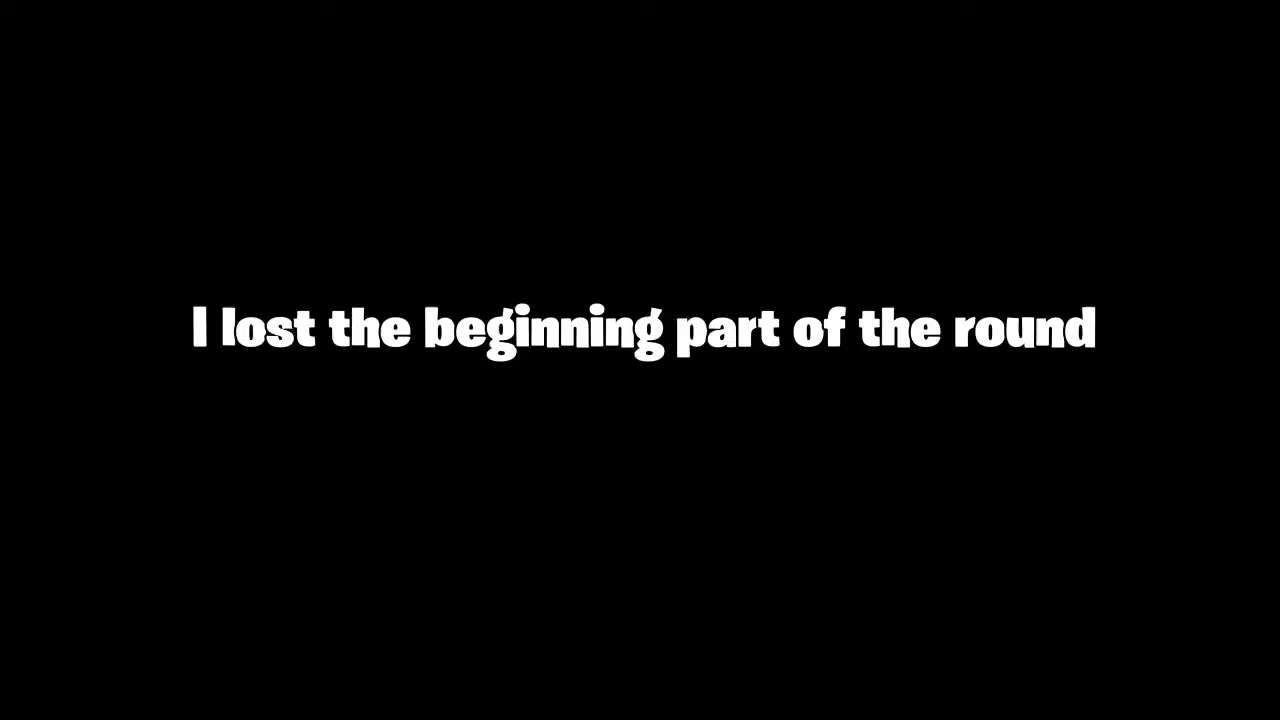 I lost the beginning part of the round